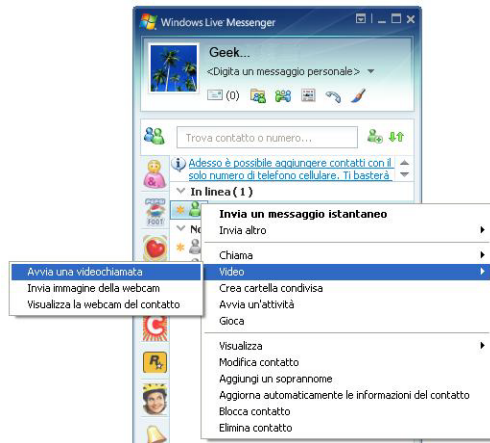 Windows Live Messenger
Geek...
<Digita un messaggio personale>
(0)
Trova contatto o numero...
Adesso è possibile aggiungere contatti con il
solo numero di telefono cellulare. Ti basterà
In linea (1)
Invia un messaggio istantaneo
Invia altro
Chiama
Video
Avvia una videochiamata
Invia immagine della webcam
Visualizza la webcam del contatto
Crea cartella condivisa
Avvia un'attività
Gioca
Visualizza
Modifica contatto
Aggiungi un soprannome
Aggiorna automaticamente le informazioni del contatto
Blocca contatto
Elimina contatto